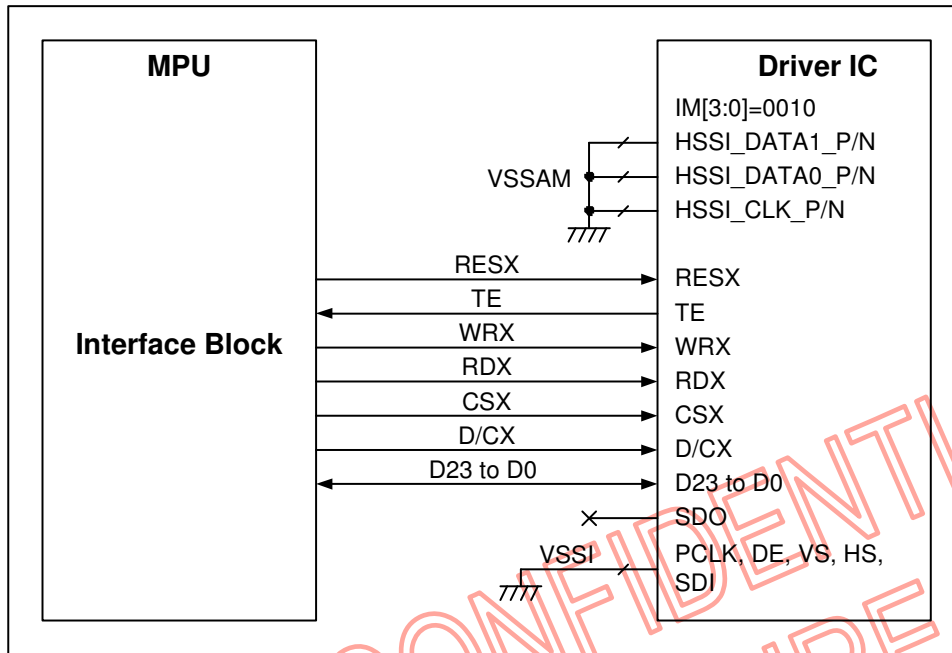 MPU
Driver IC
IM[3:0]=0010
HSSI_DATA1_P/N
VSSAM
HSSI_DATA0_P/N
HSSI_CLK_P/N
RESX
RESX
TE
TE
Interface Block
WRX
WRX
RDX
RDX
CSX
CSX
D/CX
D/CX
D23 to D0
D23 to D0
SDO
VSSI
PCLK, DE, VS, HS,
SDI